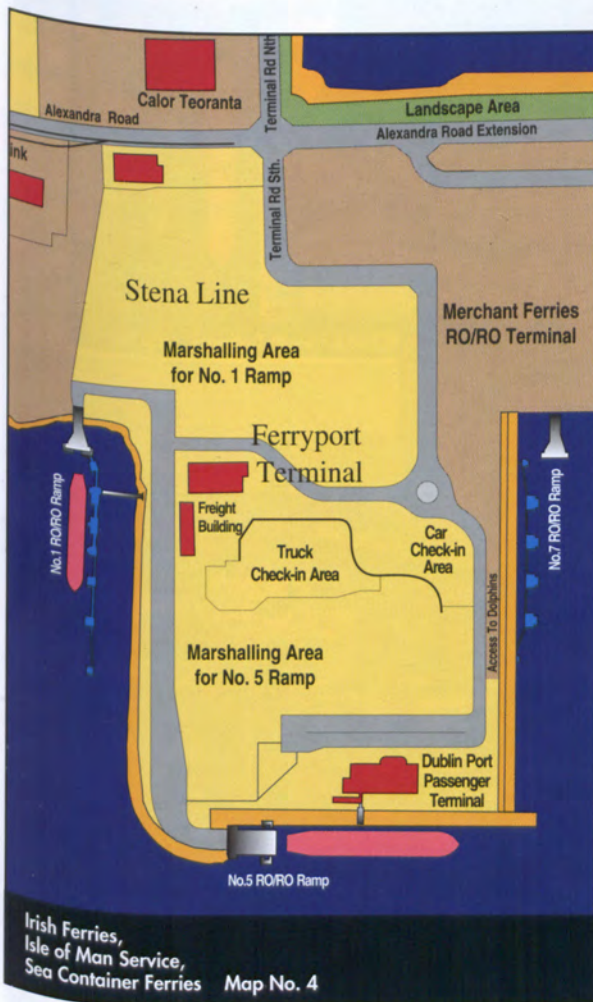 Calor Teoranta
Terminal Rd Nth
Landscape Area
Alexandra Road
Alexandra Road Extension
Terminal Rd Sth.
Stena Line
Merchant Ferries
RO/RO Terminal
Marshalling Area
for No. 1 Ramp
Ferryport
Terminal
No.1 RO/RO Ramp
No.7 RO/RO Ramp
Freight
Building
Car
Check-in
Area
Truck
Check-in Area
Access To Dolphins
Marshalling Area
for No. 5 Ramp
Dublin Port
Passenger
Terminal
No.5 RO/RO Ramp
Irish Ferries,
Isle of Man Service,
Sea Container Ferries Map No. 4